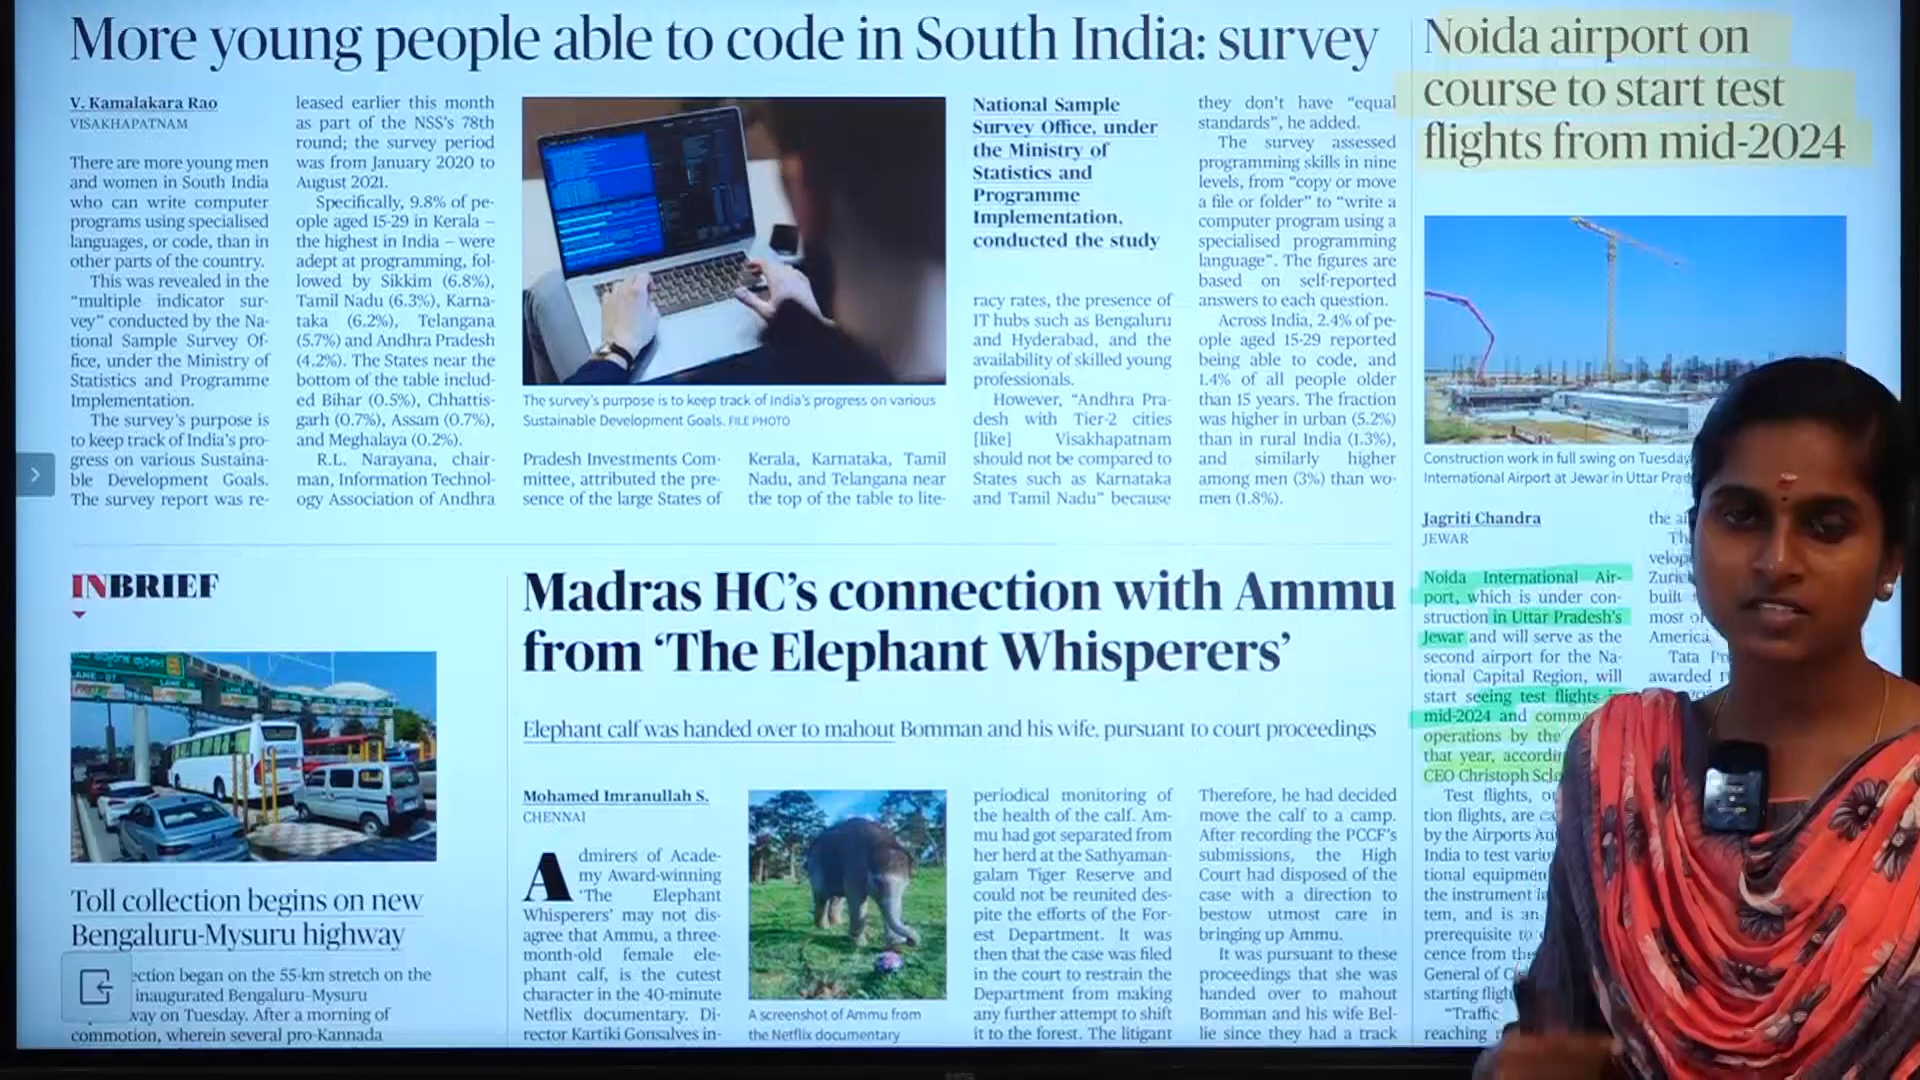 More young people able to code in South India: survey
V. Kamalakara Rao
VISAKHAPATNAM
There are more young men
and women in South India
who can write computer
programs using specialised
languages, or code, than in
other parts of the country.
This was revealed in the
“multiple indicator sur-
vey” conducted by the Na-
tional Sample Survey Of-
fice, under the Ministry of
Statistics and Programme
Implementation.
The survey’s purpose is
to keep track of India’s pro-
gress on various Sustaina-
ble Development Goals.
The survey report was re-
leased earlier this month
as part of the NSS’s 78th
round; the survey period
was from January 2020 to
August 2021.
Specifically, 9.8% of pe-
ople aged 15-29 in Kerala –
the highest in India – were
adept at programming, fol-
lowed by Sikkim (6.8%),
Tamil Nadu (6.3%), Karna-
taka (6.2%), Telangana
(5.7%) and Andhra Pradesh
(4.2%). The States near the
bottom of the table includ-
ed Bihar (0.5%), Chhattis-
garh (0.7%), Assam (0.7%),
and Meghalaya (0.2%).
R.L. Narayana, chair-
man, Information Technol-
ogy Association of Andhra
The survey’s purpose is to keep track of India’s progress on various
Sustainable Development Goals. FILE PHOTO
Pradesh Investments Com-
mittee, attributed the pre-
sence of the large States of
Kerala, Karnataka, Tamil
Nadu, and Telangana near
the top of the table to lite-
National Sample
Survey Office, under
the Ministry of
Statistics and
Programme
Implementation,
conducted the study
racy rates, the presence of
IT hubs such as Bengaluru
and Hyderabad, and the
availability of skilled young
professionals.
However, “Andhra Pra-
desh with Tier-2 cities
[like] Visakhapatnam
should not be compared to
States such as Karnataka
and Tamil Nadu” because
they don’t have “equal
standards”, he added.
The survey assessed
programming skills in nine
levels, from “copy or move
a file or folder” to “write a
computer program using a
specialised programming
language”. The figures are
based on self-reported
answers to each question.
Across India, 2.4% of pe-
ople aged 15-29 reported
being able to code, and
1.4% of all people older
than 15 years. The fraction
was higher in urban (5.2%)
than in rural India (1.3%),
and similarly higher
among men (3%) than wo-
men (1.8%).
Noida airport on
course to start test
flights from mid-2024
Construction work in full swing on Tuesday
International Airport at Jewar in Uttar
Jagriti Chandra
JEWAR
Noida International Air-
port, which is under con-
struction in Uttar Pradesh’s
Jewar and will serve as the
second airport for the Na-
tional Capital Region, will
start seeing test flights
mid-2024 and
operations by the
that year,
CEO Christoph
Test flights,
tion flights, are
by the Airports
India to test
tional
the instrument
tem, and is
prerequisite
cence from
General of
starting
“Traffic
reaching
the
built
most of
America,
Tata
awarded
INBRIEF
LANE - 07
Toll collection begins on new
Bengaluru-Mysuru highway
ection began on the 55-km stretch on the
inaugurated Bengaluru-Mysuru
way on Tuesday. After a morning of
commotion, wherein several pro-Kannada
Madras HC’s connection with Ammu
from ‘The Elephant Whisperers’
Elephant calf was handed over to mahout Bomman and his wife, pursuant to court proceedings
Mohamed Imranullah S.
CHENNAI
Admirers of Acade-
my Award-winning
‘The Elephant
Whisperers’ may not dis-
agree that Ammu, a three-
month-old female ele-
phant calf, is the cutest
character in the 40-minute
Netflix documentary. Di-
rector Kartiki Gonsalves in-
A screenshot of Ammu from
the Netflix documentary
periodical monitoring of
the health of the calf. Am-
mu had got separated from
her herd at the Sathyaman-
galam Tiger Reserve and
could not be reunited des-
pite the efforts of the For-
est Department. It was
then that the case was filed
in the court to restrain the
Department from making
any further attempt to shift
it to the forest. The litigant
Therefore, he had decided
move the calf to a camp.
After recording the PCCF’s
submissions, the High
Court had disposed of the
case with a direction to
bestow utmost care in
bringing up Ammu.
It was pursuant to these
proceedings that she was
handed over to mahout
Bomman and his wife Bel-
lie since they had a track